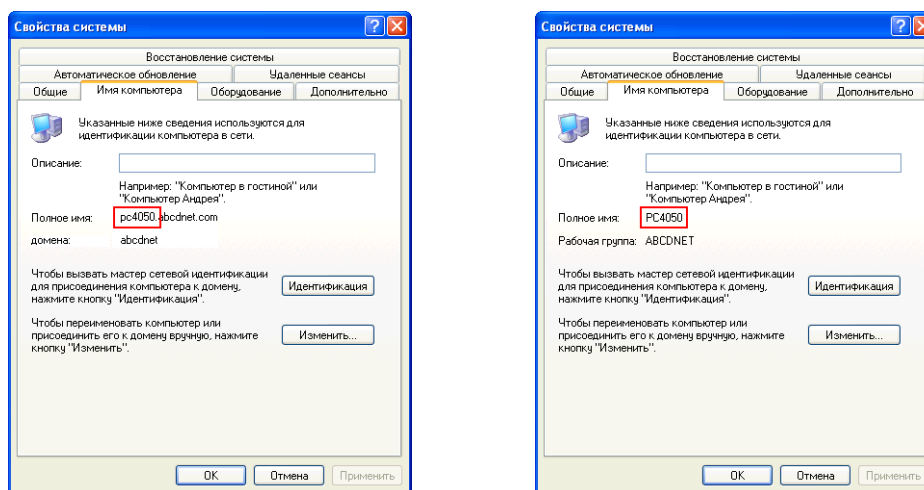 Свойства системы
Восстановление системы
Автоматическое обновление Удаленные сеансы
Общие Имя компьютера Оборудование Дополнительно
Указанные ниже сведения используются для
идентификации компьютера в сети.
Описание:
Например: "Компьютер в гостиной" или
"Компьютер Андрея".
Полное имя: pc4050.abcdnet.com
домена: abcdnet
Чтобы вызвать мастер сетевой идентификации
для присоединения компьютера к домену,
нажмите кнопку "Идентификация".
Идентификация
Чтобы переименовать компьютер или
присоединить его к домену вручную, нажмите
кнопку "Изменить".
Изменить...
OK Отмена Применить
Свойства системы
Восстановление системы
Автоматическое обновление Удаленные сеансы
Общие Имя компьютера Оборудование Дополнительно
Указанные ниже сведения используются для
идентификации компьютера в сети.
Описание:
Например: "Компьютер в гостиной" или
"Компьютер Андрея".
Полное имя: PC4050
Рабочая группа: ABCDNET
Чтобы вызвать мастер сетевой идентификации
для присоединения компьютера к домену,
нажмите кнопку "Идентификация".
Идентификация
Чтобы переименовать компьютер или
присоединить его к домену вручную, нажмите
кнопку "Изменить".
Изменить...
OK Отмена Применить